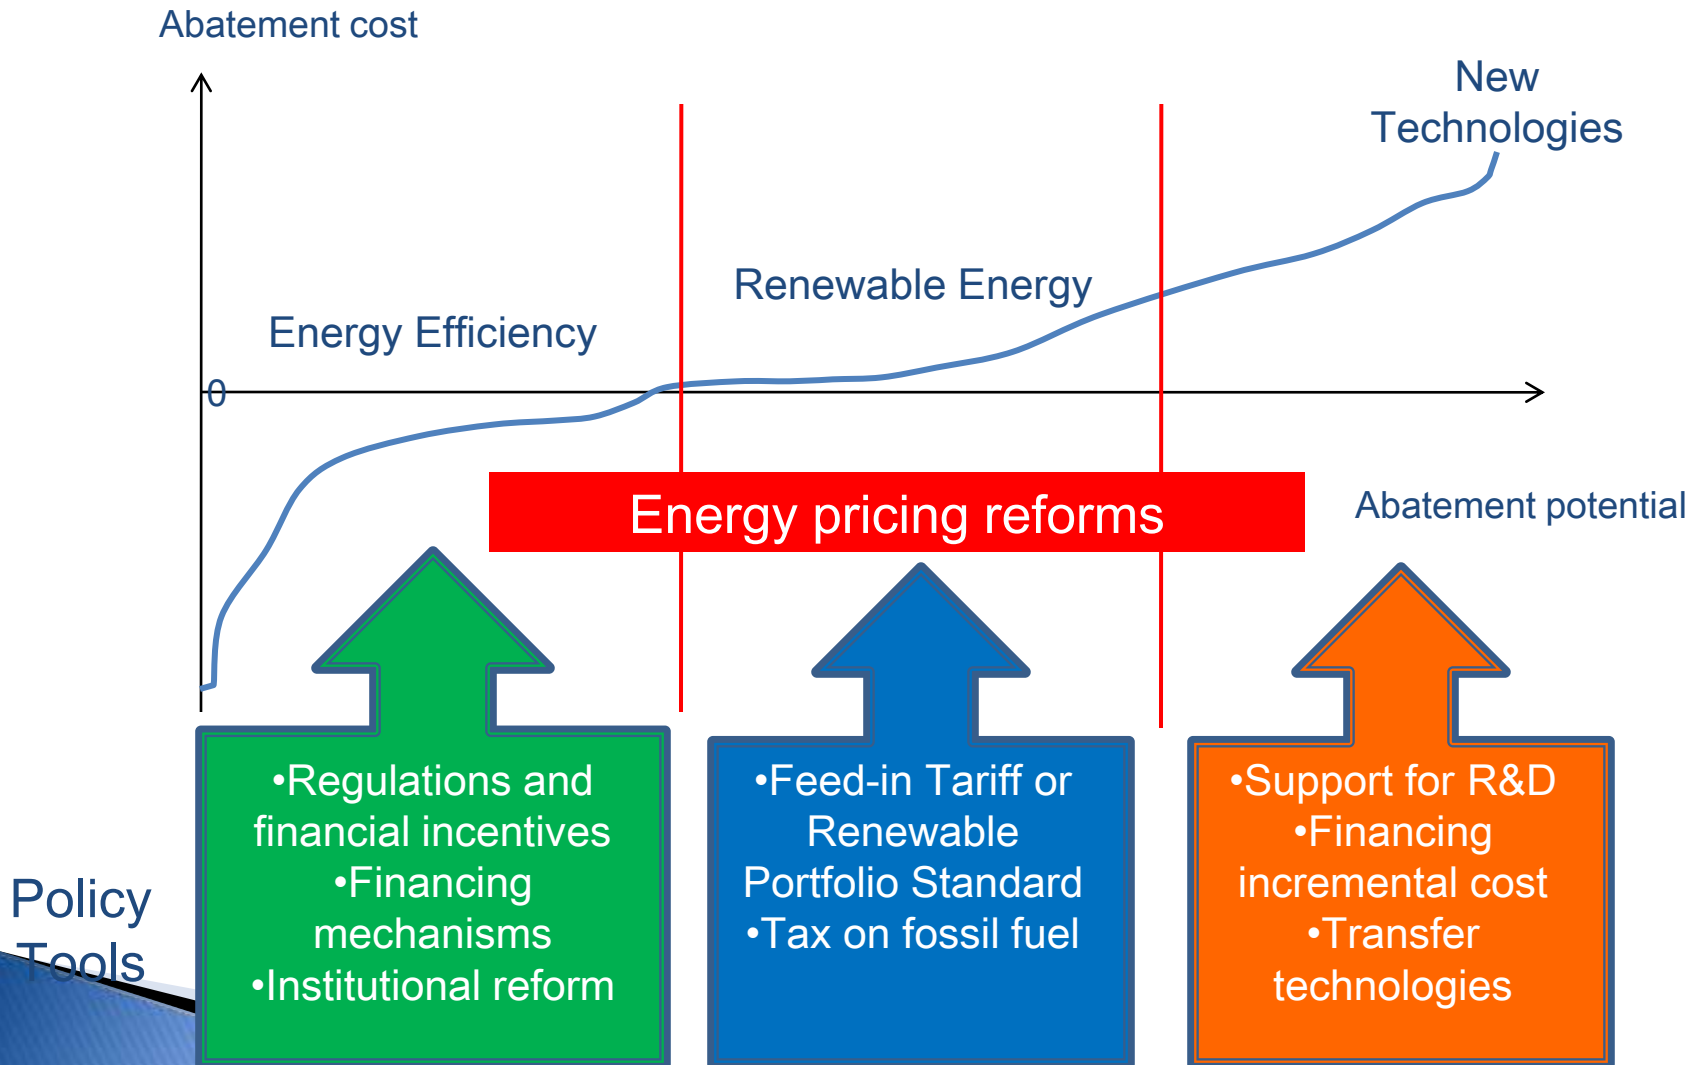 Abatement cost
New
Technologies
Renewable Energy
Energy Efficiency
0
Energy pricing reforms
Abatement potential
•Regulations and
financial incentives
•Financing
mechanisms
•Institutional reform
•Feed-in Tariff or
Renewable
Portfolio Standard
•Tax on fossil fuel
•Support for R&D
•Financing
incremental cost
•Transfer
technologies
Policy
Tools